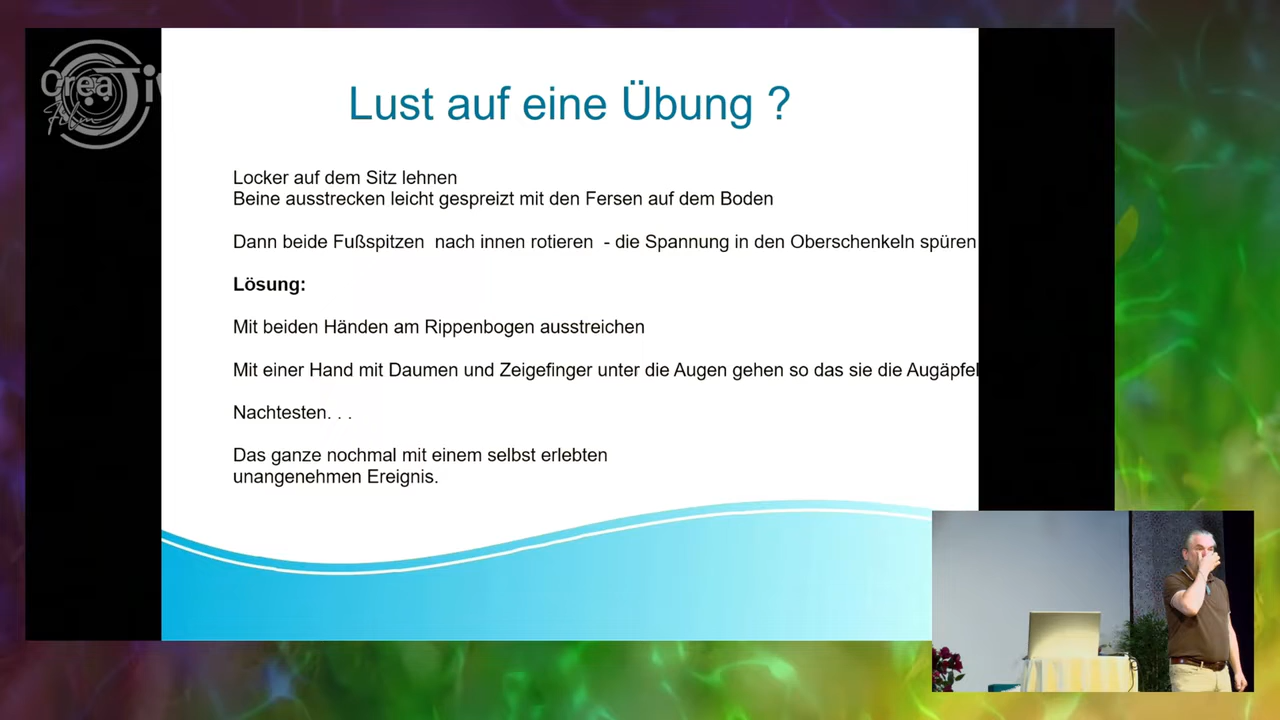 Crea
Film
Lust auf eine Übung ?
Locker auf dem Sitz lehnen
Beine ausstrecken leicht gespreizt mit den Fersen auf dem Boden
Dann beide Fußspitzen nach innen rotieren - die Spannung in den Oberschenkeln spüren
Lösung:
Mit beiden Händen am Rippenbogen ausstreichen
Mit einer Hand mit Daumen und Zeigefinger unter die Augen gehen so das sie die Augäpfel
Nachtesten. . .
Das ganze nochmal mit einem selbst erlebten
unangenehmen Ereignis.